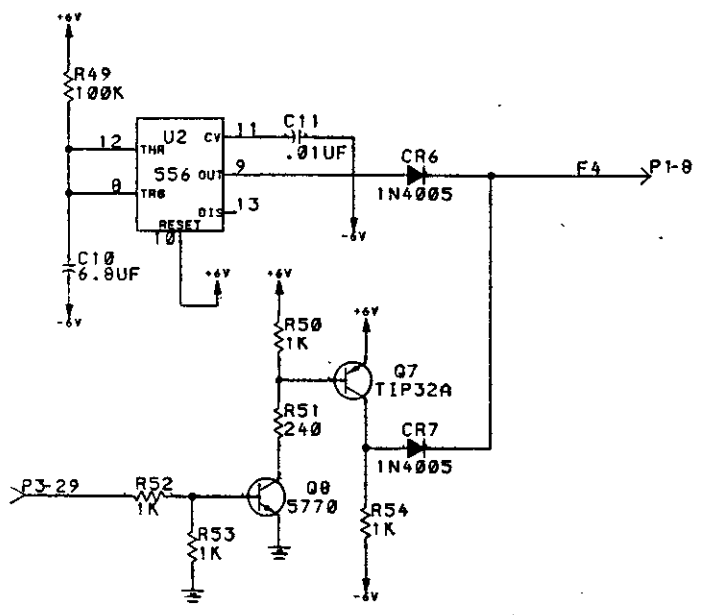 +6V
R49
100K
12
THR
U2
CV
11
C11
.01UF
8
TRG
556
OUT
9
DIS
13
RESET
10
CR6
1N4005
F4
P1-8
-6V
C10
6.8UF
-6V
+6V
+6V
R50
1K
+6V
Q7
TIP32A
R51
240
CR7
1N4005
P3-29
R52
1K
Q8
5770
R53
1K
R54
1K
-6V